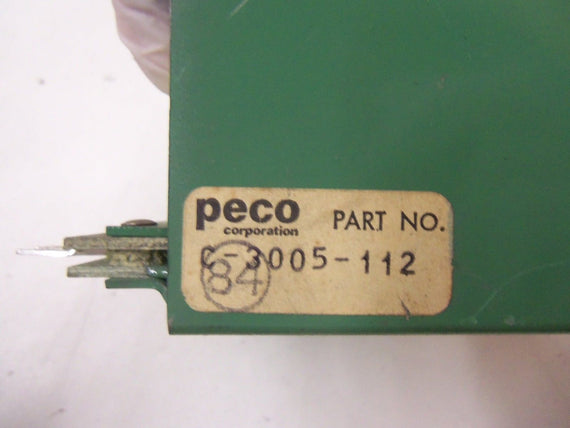 peco
corporation
PART NO.
C-3005-112
84